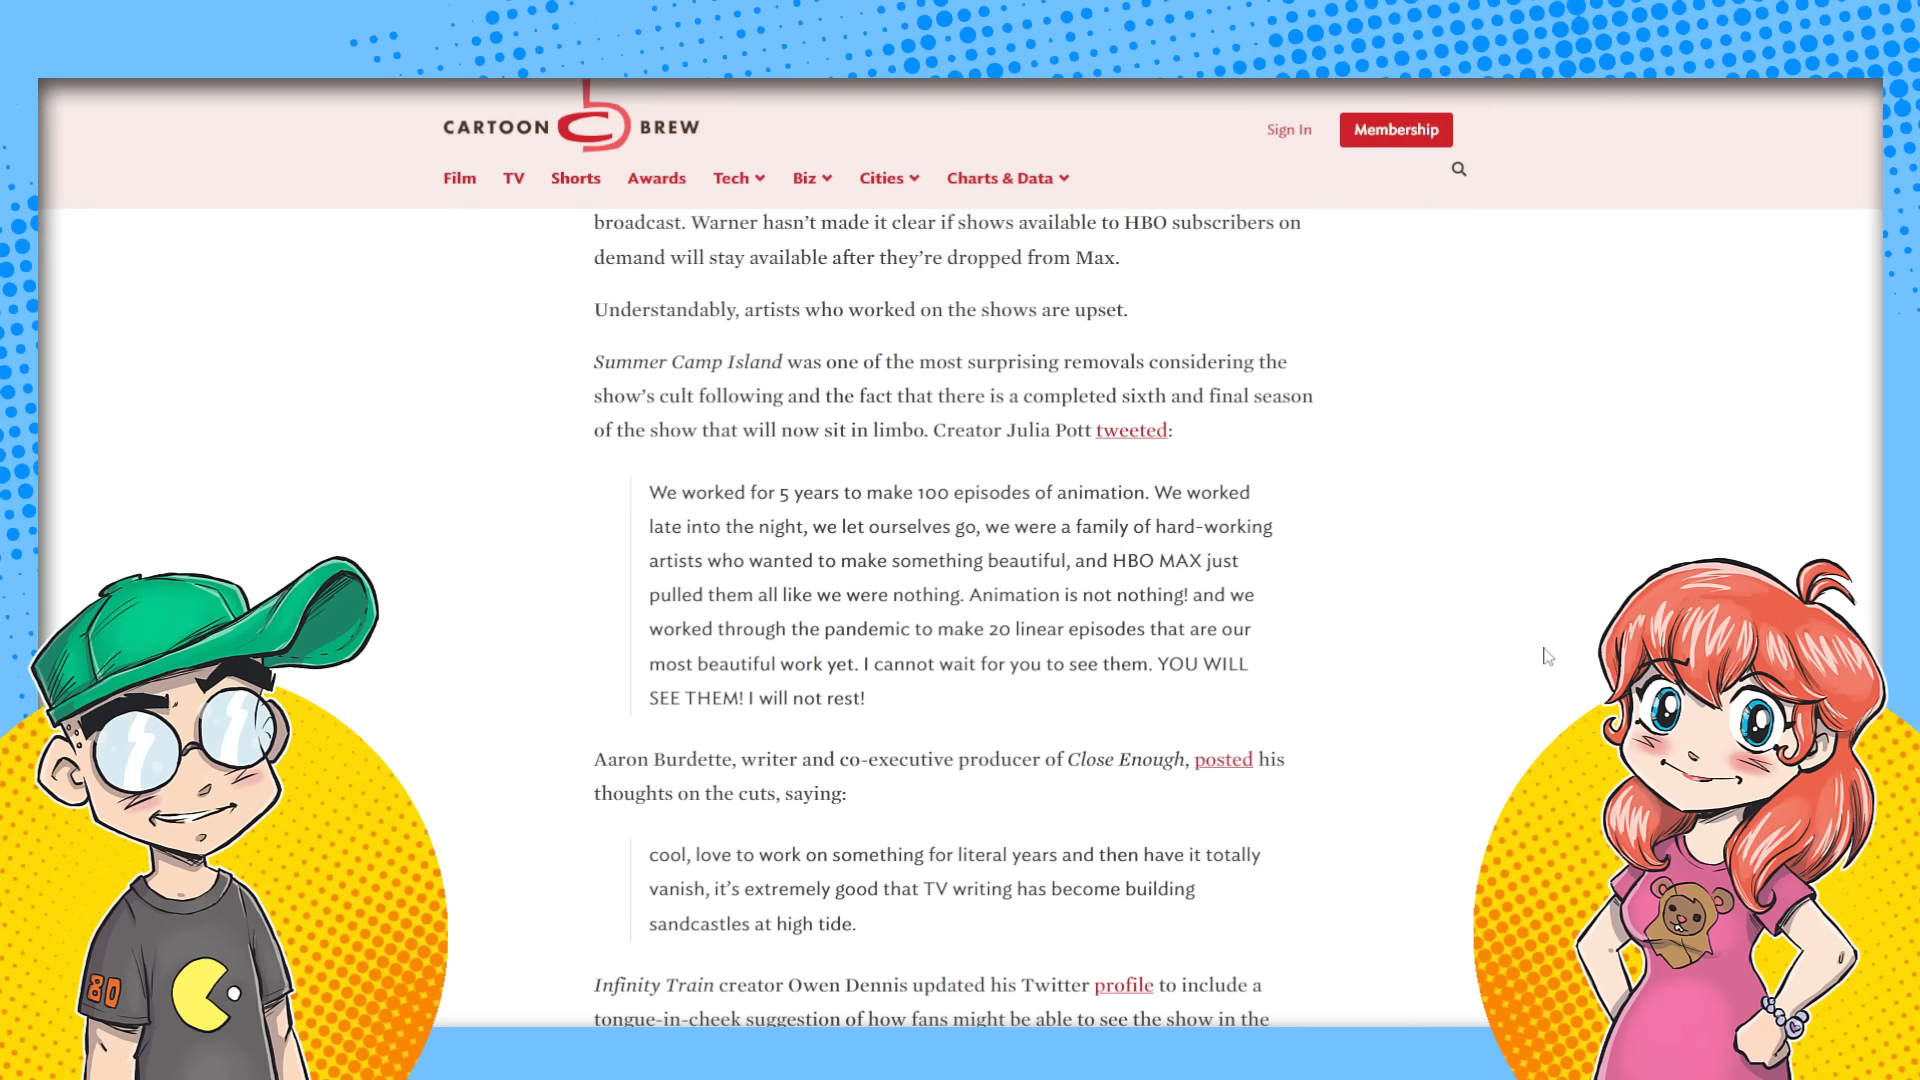 CARTOON BREW
Sign In
Membership
Film TV Shorts Awards Tech Biz Cities Charts & Data
broadcast. Warner hasn’t made it clear if shows available to HBO subscribers on
demand will stay available after they’re dropped from Max.
Understandably, artists who worked on the shows are upset.
Summer Camp Island was one of the most surprising removals considering the
show’s cult following and the fact that there is a completed sixth and final season
of the show that will now sit in limbo. Creator Julia Pott tweeted:
We worked for 5 years to make 100 episodes of animation. We worked
late into the night, we let ourselves go, we were a family of hard-working
artists who wanted to make something beautiful, and HBO MAX just
pulled them all like we were nothing. Animation is not nothing! and we
worked through the pandemic to make 20 linear episodes that are our
most beautiful work yet. I cannot wait for you to see them. YOU WILL
SEE THEM! I will not rest!
Aaron Burdette, writer and co-executive producer of Close Enough, posted his
thoughts on the cuts, saying:
cool, love to work on something for literal years and then have it totally
vanish, it’s extremely good that TV writing has become building
sandcastles at high tide.
Infinity Train creator Owen Dennis updated his Twitter profile to include a
tongue-in-cheek suggestion of how fans might be able to see the show in the
80